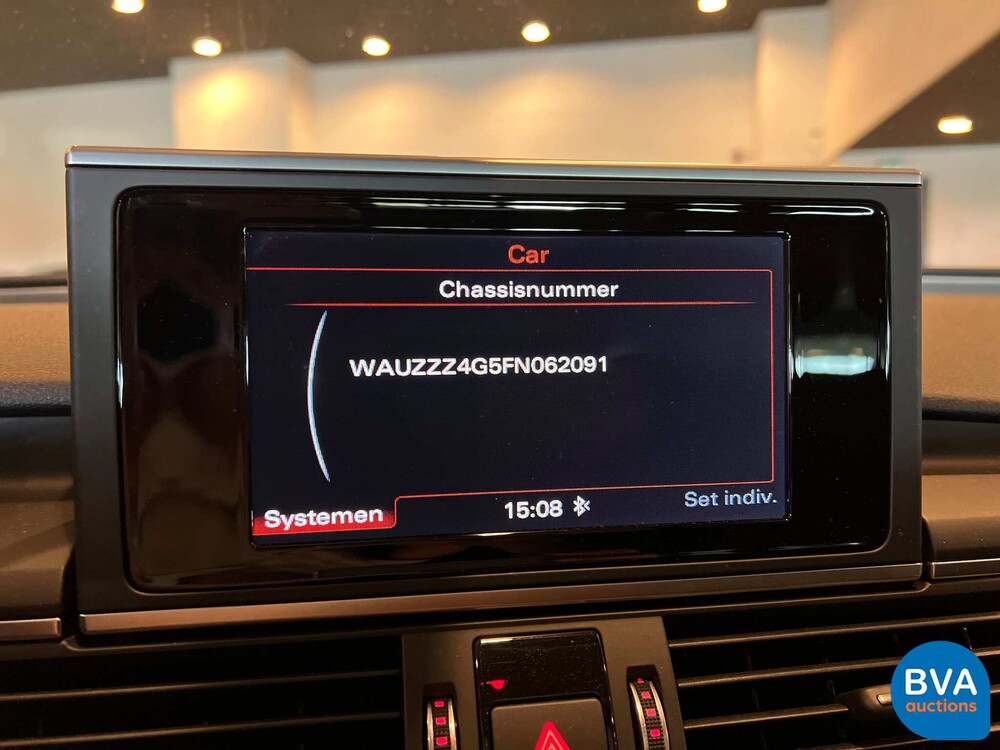 Car
Chassisnummer
WAUZZZ4G5FN062091
Systemen
15:08
Set indiv.
BVA
auctions